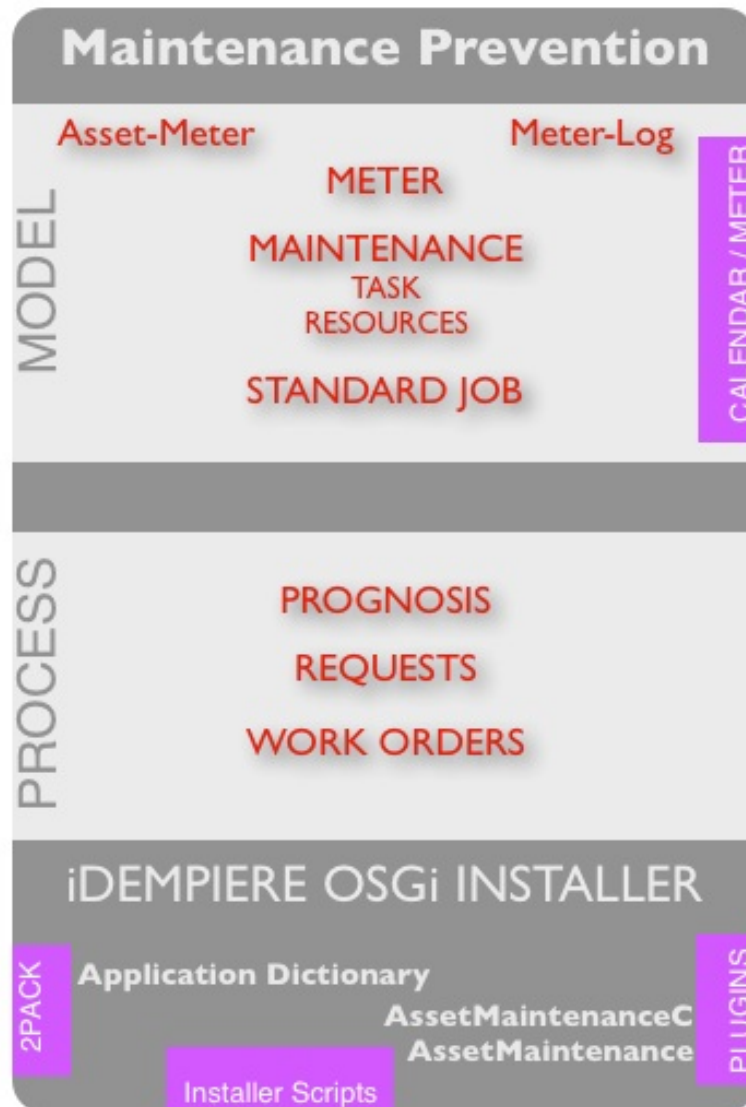 Maintenance Prevention
Asset-Meter
Meter-Log
METER
MAINTENANCE
TASK
RESOURCES
STANDARD JOB
MODEL
CALENDAR / METER
PROCESS
PROGNOSIS
REQUESTS
WORK ORDERS
iDEMPIERE OSGi INSTALLER
2PACK
Application Dictionary
AssetMaintenanceC
AssetMaintenance
PLUGINS
Installer Scripts